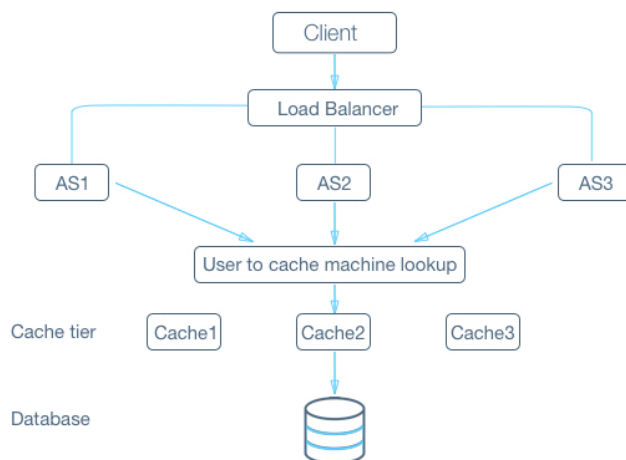 Client
Load Balancer
AS1
AS2
AS3
User to cache machine lookup
Cache tier
Cache1
Cache2
Cache3
Database